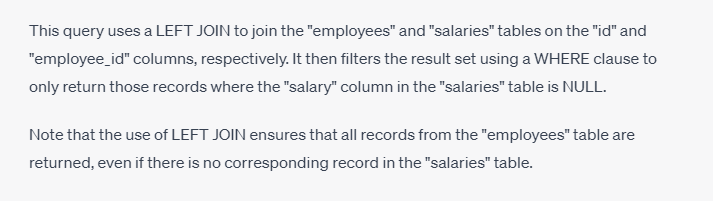 This query uses a LEFT JOIN to join the "employees" and "salaries" tables on the "id" and
"employee_id" columns, respectively. It then filters the result set using a WHERE clause to
only return those records where the "salary" column in the "salaries" table is NULL.
Note that the use of LEFT JOIN ensures that all records from the "employees" table are
returned, even if there is no corresponding record in the "salaries" table.